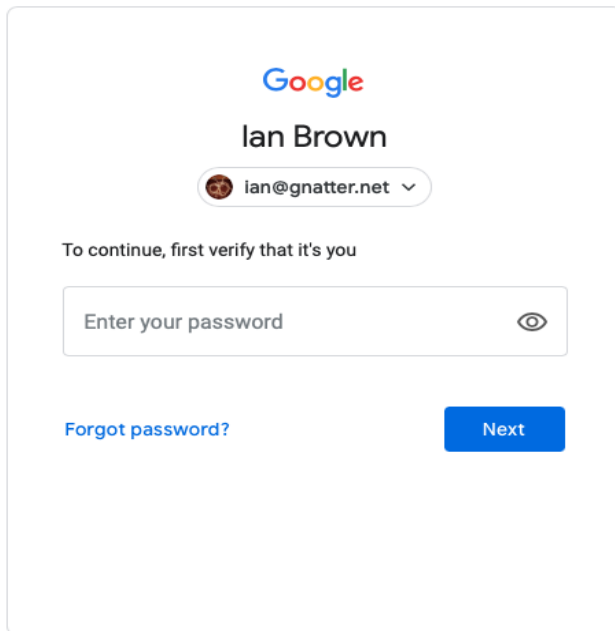 Google
Ian Brown
ian@gnatter.net
To continue, first verify that it's you
Enter your password
Forgot password?
Next